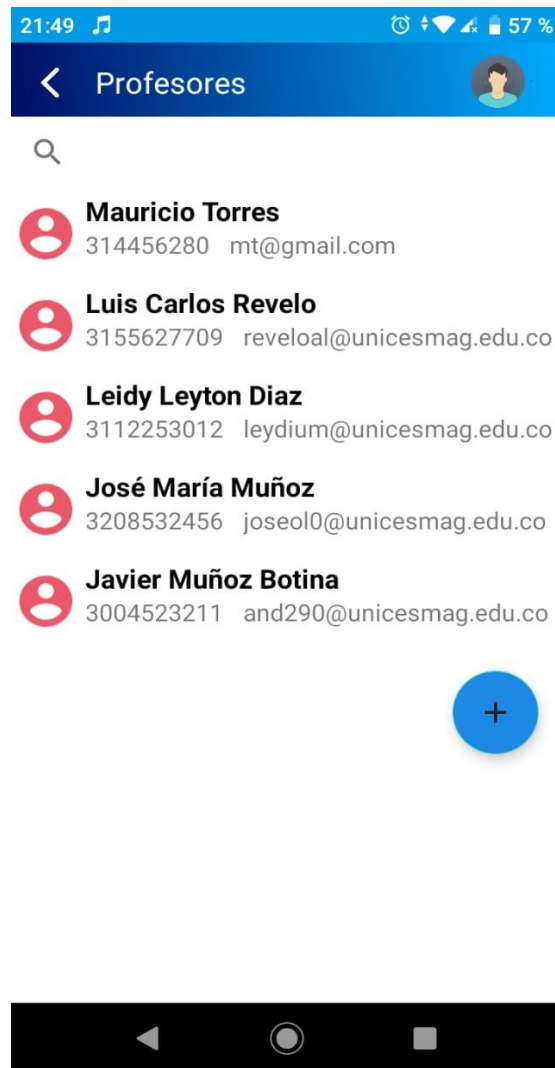 21:49 57 %
Profesores
Mauricio Torres
314456280 mt@gmail.com
Luis Carlos Revelo
3155627709 reveloal@unicesmag.edu.co
Leidy Leyton Diaz
3112253012 leydium@unicesmag.edu.co
José María Muñoz
3208532456 joseol0@unicesmag.edu.co
Javier Muñoz Botina
3004523211 and290@unicesmag.edu.co
+